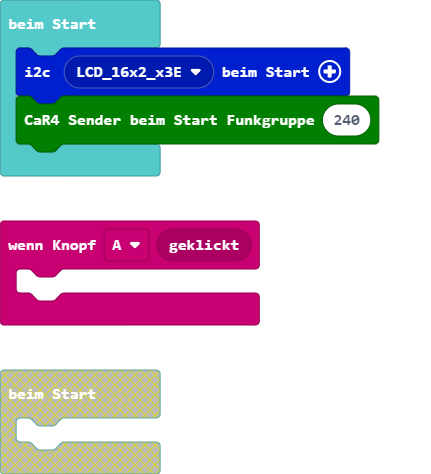 beim Start
i2c LCD_16x2_x3E beim Start
CaR4 Sender beim Start Funkgruppe 240
wenn Knopf A geklickt
beim Start